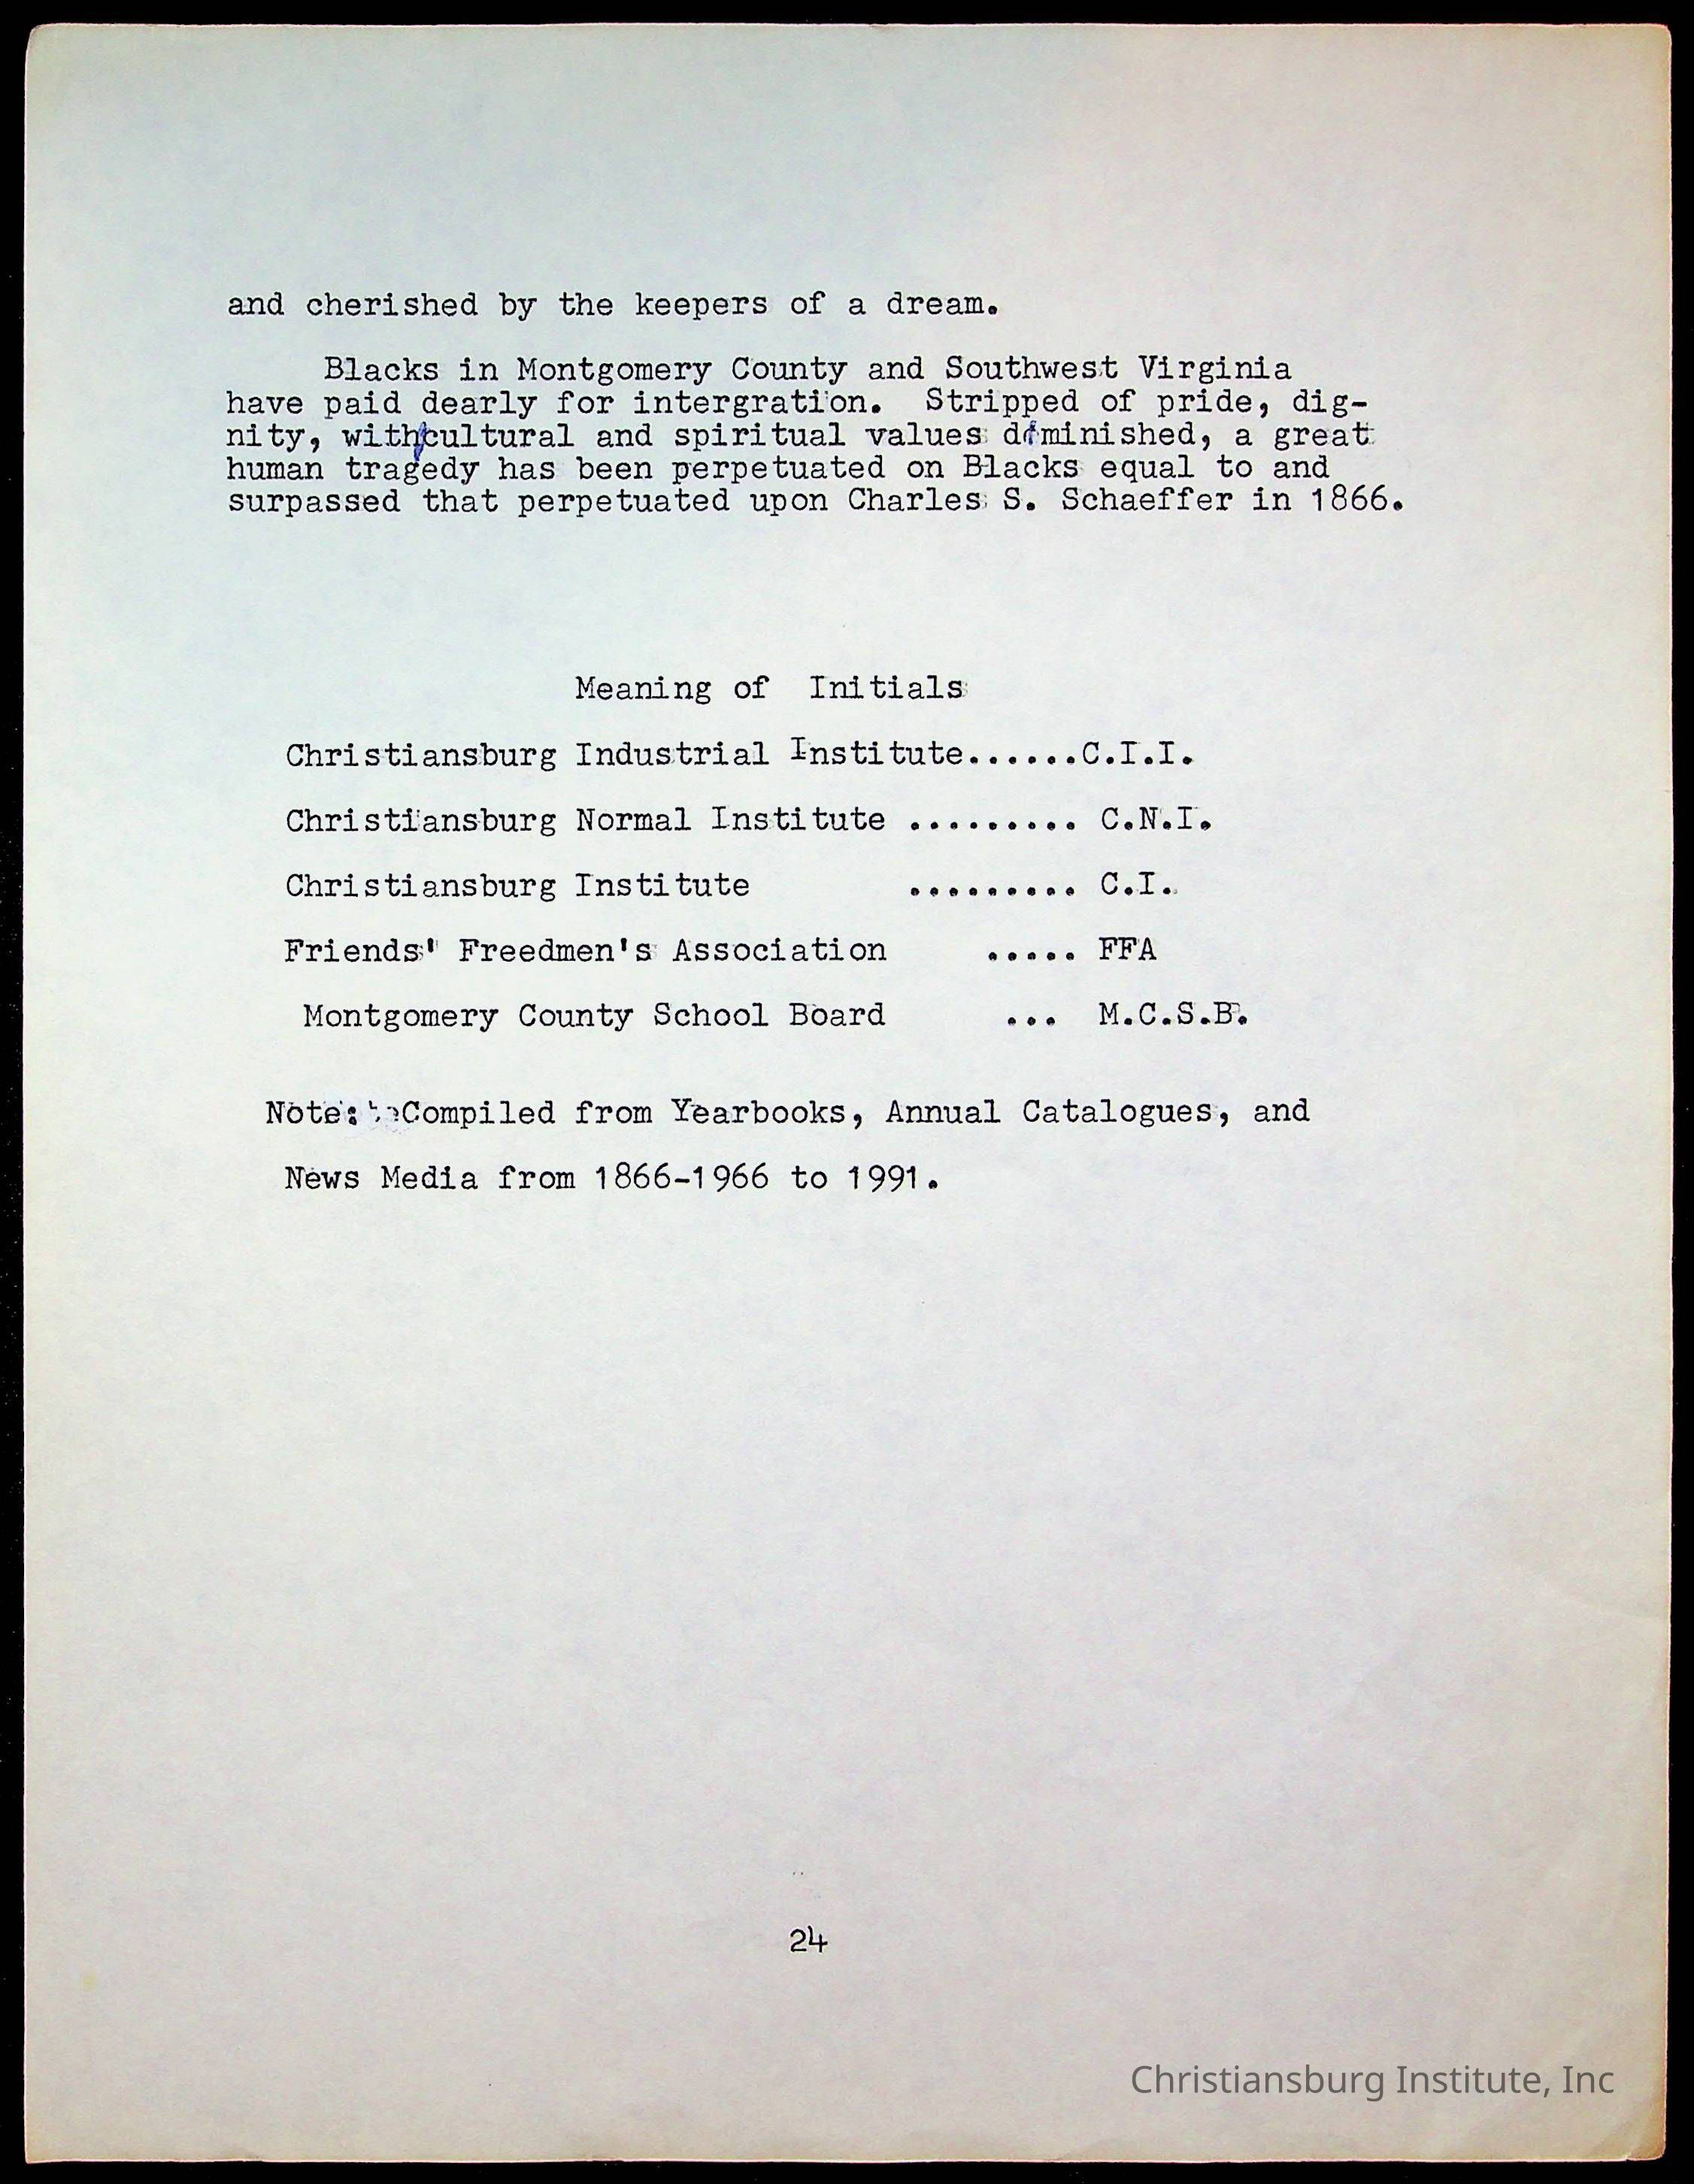 and cherished by the keepers of a dream.
Blacks in Montgomery County and Southwest Virginia
have paid dearly for intergration. Stripped of pride, dig-
nity, with cultural and spiritual values diminished, a great
human tragedy has been perpetuated on Blacks equal to and
surpassed that perpetuated upon Charles S. Schaeffer in 1866.
Meaning of Initials
Christiansburg Industrial Institute......C.I.I.
Christiansburg Normal Institute ......... C.N.I.
Christiansburg Institute ......... C.I.
Friends' Freedmen's Association ..... FFA
Montgomery County School Board ... M.C.S.B.
Note: Compiled from Yearbooks, Annual Catalogues, and
News Media from 1866-1966 to 1991.
24
Christiansburg Institute, Inc